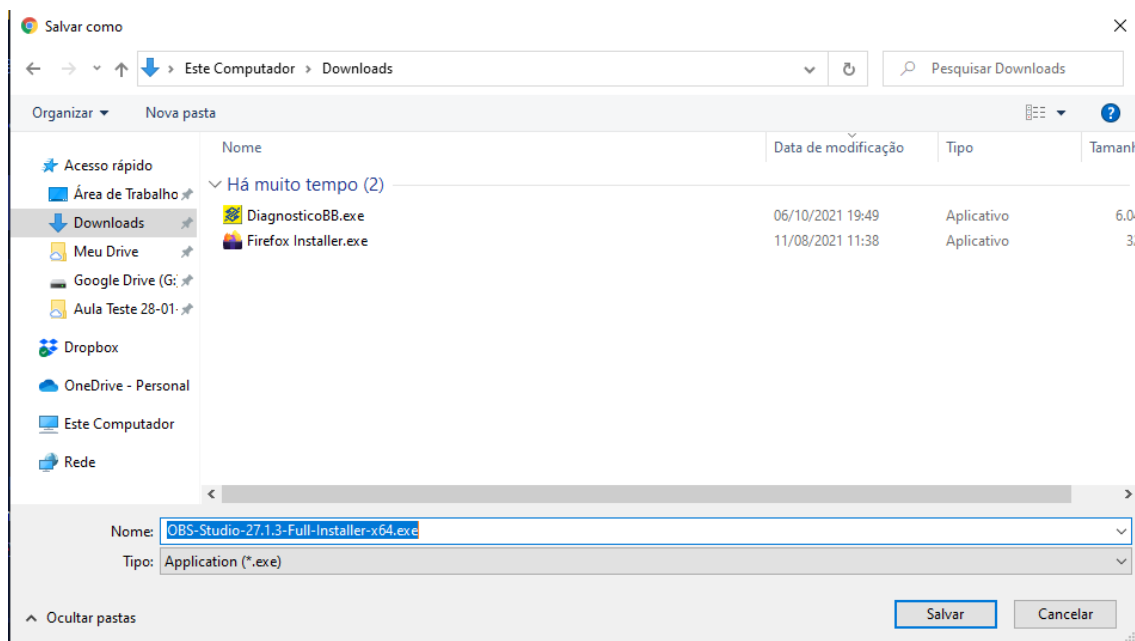 Salvar como
Este Computador > Downloads
Pesquisar Downloads
Organizar
Nova pasta
Nome Data de modificação Tipo
Acesso rápido
Área de Trabalho
Downloads
Meu Drive
Google Drive (G:
Aula Teste 28-01-
Dropbox
OneDrive - Personal
Este Computador
Rede
Há muito tempo (2)
DiagnosticoBB.exe 06/10/2021 19:49 Aplicativo
Firefox Installer.exe 11/08/2021 11:38 Aplicativo
Nome: OBS-Studio-27.1.3-Full-Installer-x64.exe
Tipo: Application (*.exe)
Ocultar pastas
Salvar
Cancelar